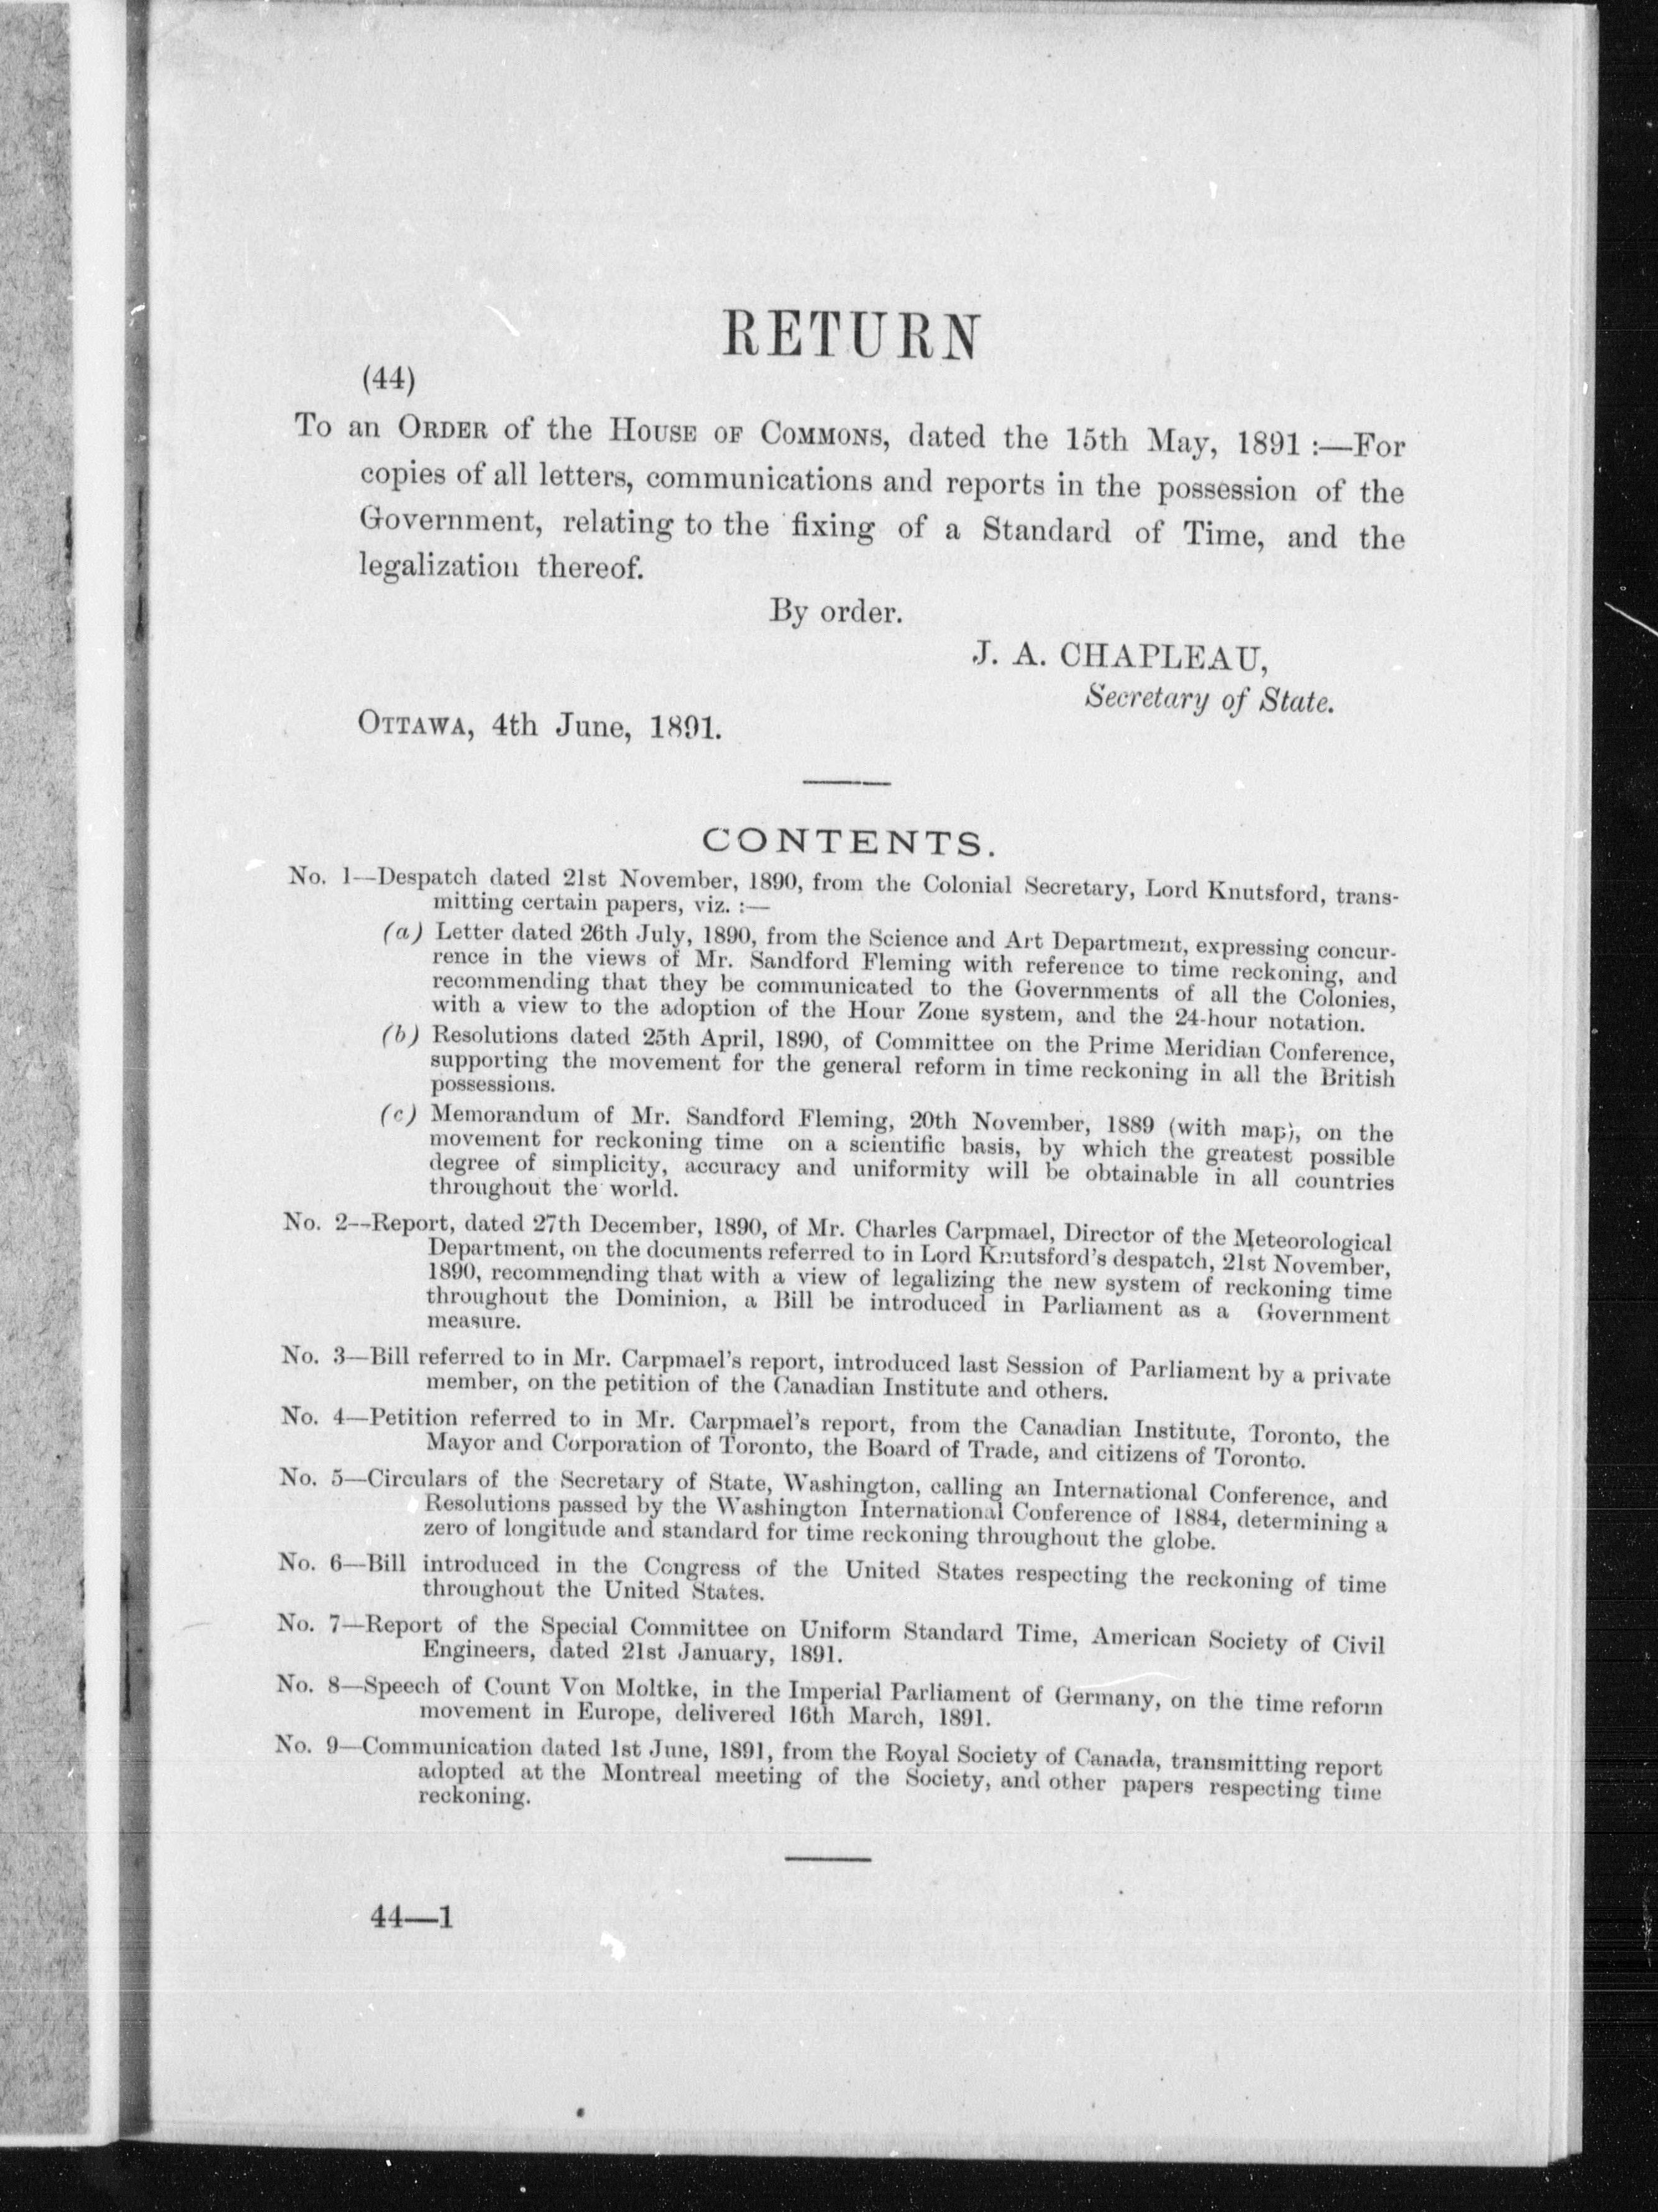 RETURN
(44)
To an ORDER of the HOUSE OF COMMONS, dated the 15th May, 1891 :—For
copies of all letters, communications and reports in the possession of the
Government, relating to the fixing of a Standard of Time, and the
legalization thereof.
By order.
J. A. CHAPLEAU,
Secretary of State.
OTTAWA, 4th June, 1891.
CONTENTS.
No. 1—Despatch dated 21st November, 1890, from the Colonial Secretary, Lord Knutsford, trans-
mitting certain papers, viz. :—
(a) Letter dated 26th July, 1890, from the Science and Art Department, expressing concur-
rence in the views of Mr. Sandford Fleming with reference to time reckoning, and
recommending that they be communicated to the Governments of all the Colonies,
with a view to the adoption of the Hour Zone system, and the 24-hour notation.
(b) Resolutions dated 25th April, 1890, of Committee on the Prime Meridian Conference,
supporting the movement for the general reform in time reckoning in all the British
possessions.
(c) Memorandum of Mr. Sandford Fleming, 20th November, 1889 (with map), on the
movement for reckoning time on a scientific basis, by which the greatest possible
degree of simplicity, accuracy and uniformity will be obtainable in all countries
throughout the world.
No. 2—Report, dated 27th December, 1890, of Mr. Charles Carpmael, Director of the Meteorological
Department, on the documents referred to in Lord Knutsford's despatch, 21st November,
1890, recommending that with a view of legalizing the new system of reckoning time
throughout the Dominion, a Bill be introduced in Parliament as a Government
measure.
No. 3—Bill referred to in Mr. Carpmael's report, introduced last Session of Parliament by a private
member, on the petition of the Canadian Institute and others.
No. 4—Petition referred to in Mr. Carpmael's report, from the Canadian Institute, Toronto, the
Mayor and Corporation of Toronto, the Board of Trade, and citizens of Toronto.
No. 5—Circulars of the Secretary of State, Washington, calling an International Conference, and
Resolutions passed by the Washington International Conference of 1884, determining a
zero of longitude and standard for time reckoning throughout the globe.
No. 6—Bill introduced in the Congress of the United States respecting the reckoning of time
throughout the United States.
No. 7—Report of the Special Committee on Uniform Standard Time, American Society of Civil
Engineers, dated 21st January, 1891.
No. 8—Speech of Count Von Moltke, in the Imperial Parliament of Germany, on the time reform
movement in Europe, delivered 16th March, 1891.
No. 9—Communication dated 1st June, 1891, from the Royal Society of Canada, transmitting report
adopted at the Montreal meeting of the Society, and other papers respecting time
reckoning.
44—1